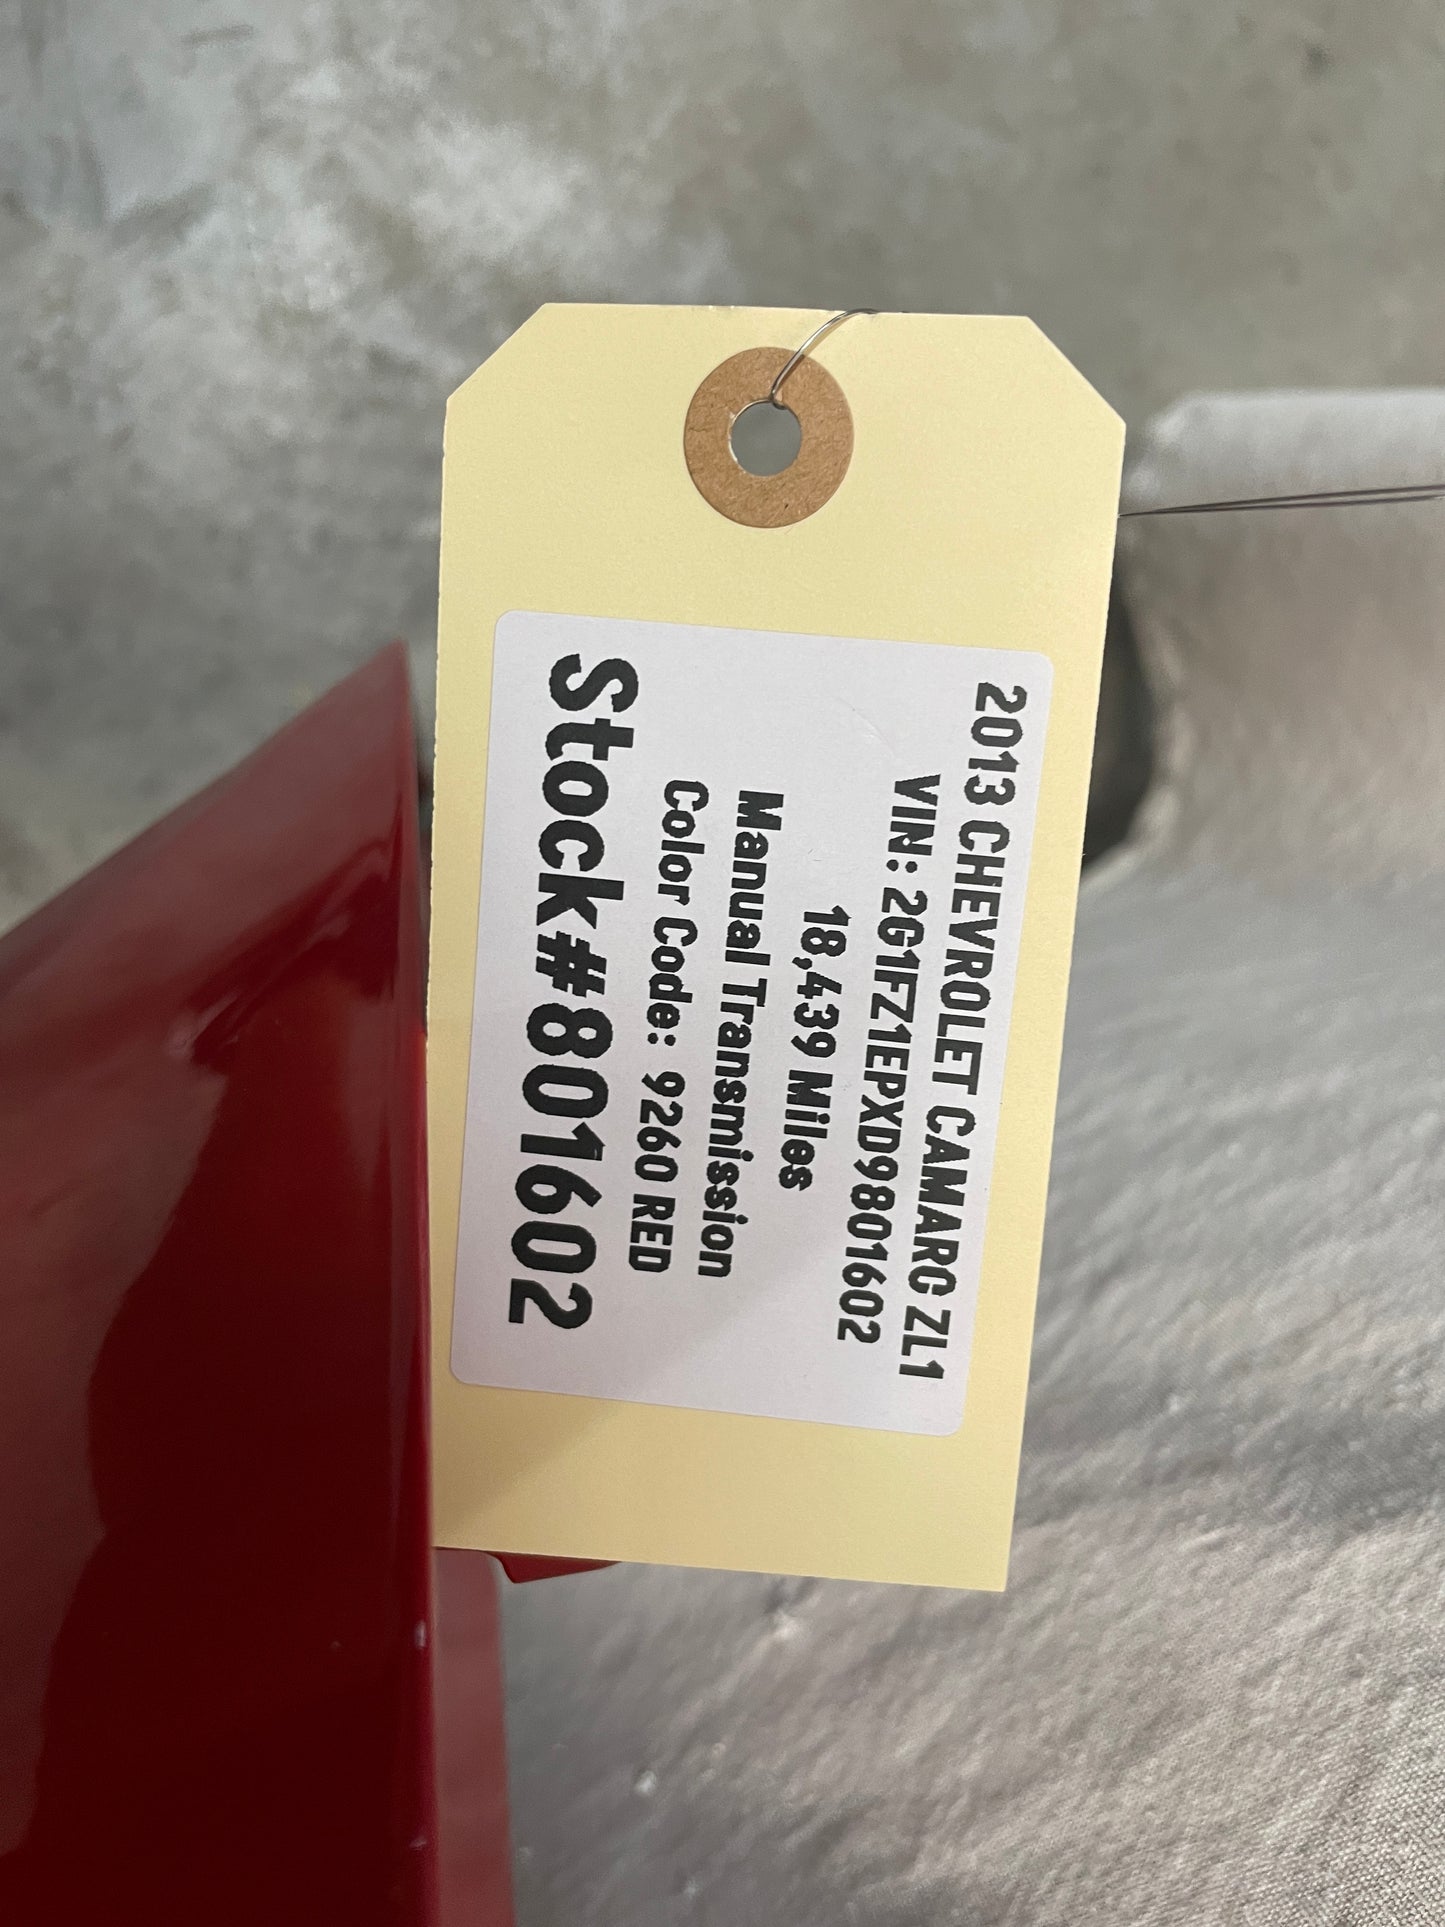 2013 CHEVROLET CAMARO ZL1
VIN: 2G1FZ1EPXD9801602
18,439 Miles
Manual Transmission
Color Code: 9260 RED
Stock#801602